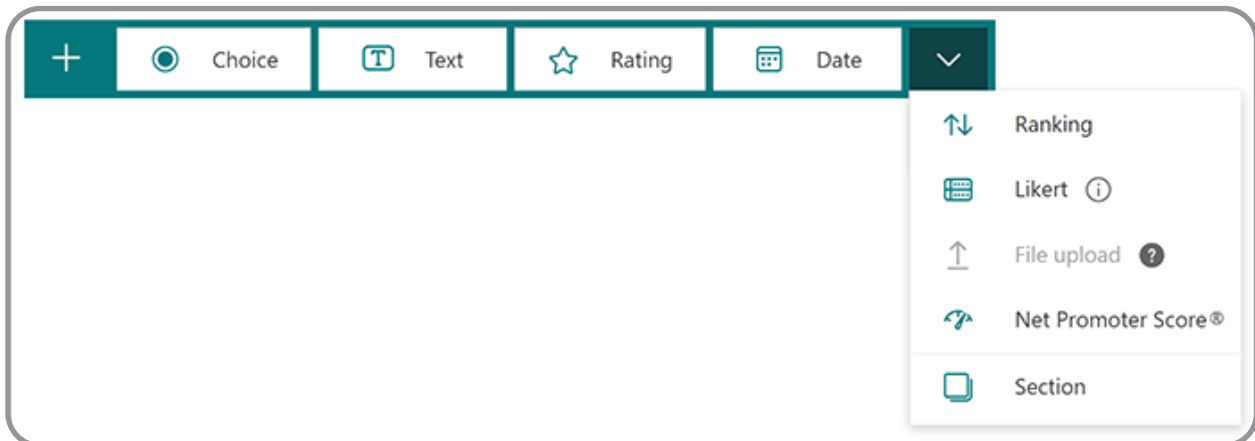 Choice Text Rating Date
Ranking
Likert
File upload
Net Promoter Score®
Section